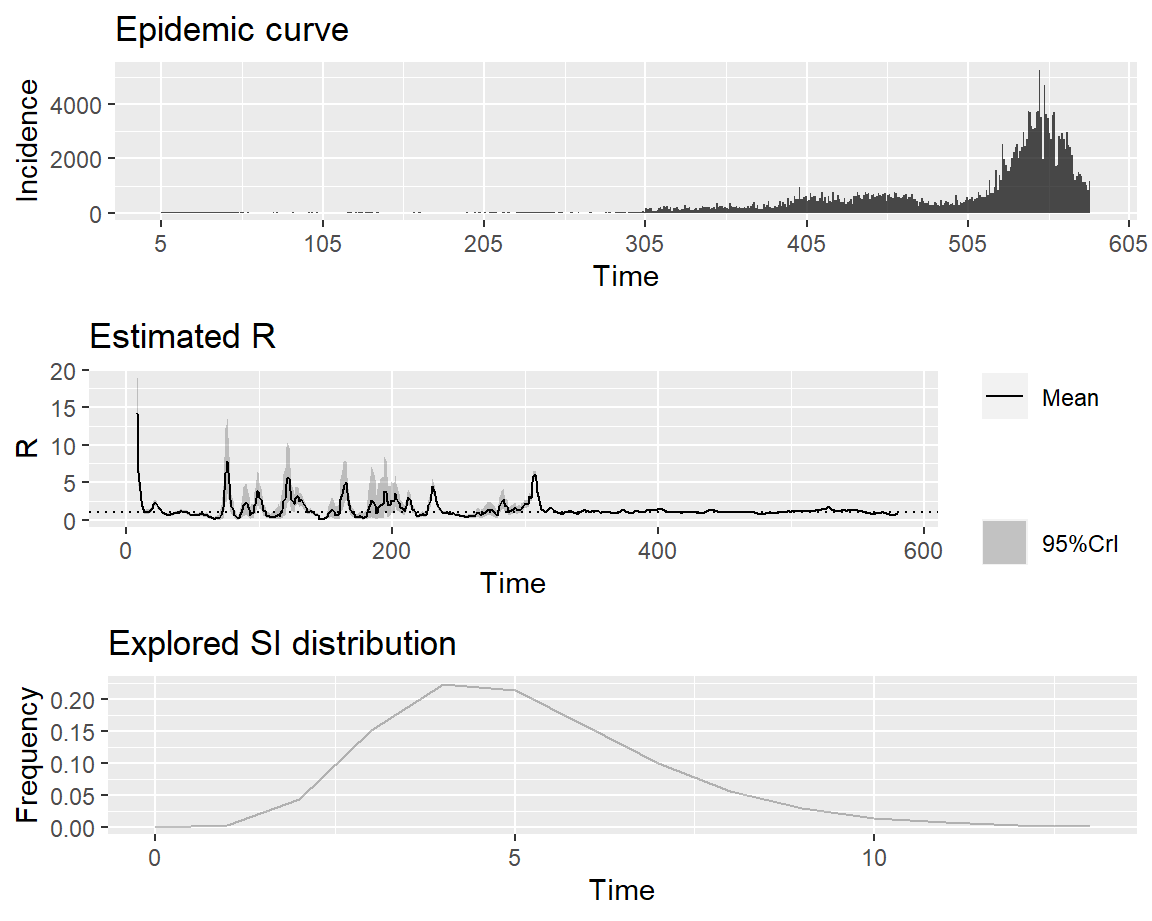 Epidemic curve
Incidence
4000
2000
0
5 105 205 305 405 505 605
Time
Estimated R
R
20
15
10
5
0
0 200 400 600
Time
Mean
95%CrI
Explored SI distribution
Frequency
0.20
0.15
0.10
0.05
0.00
0 5 10
Time